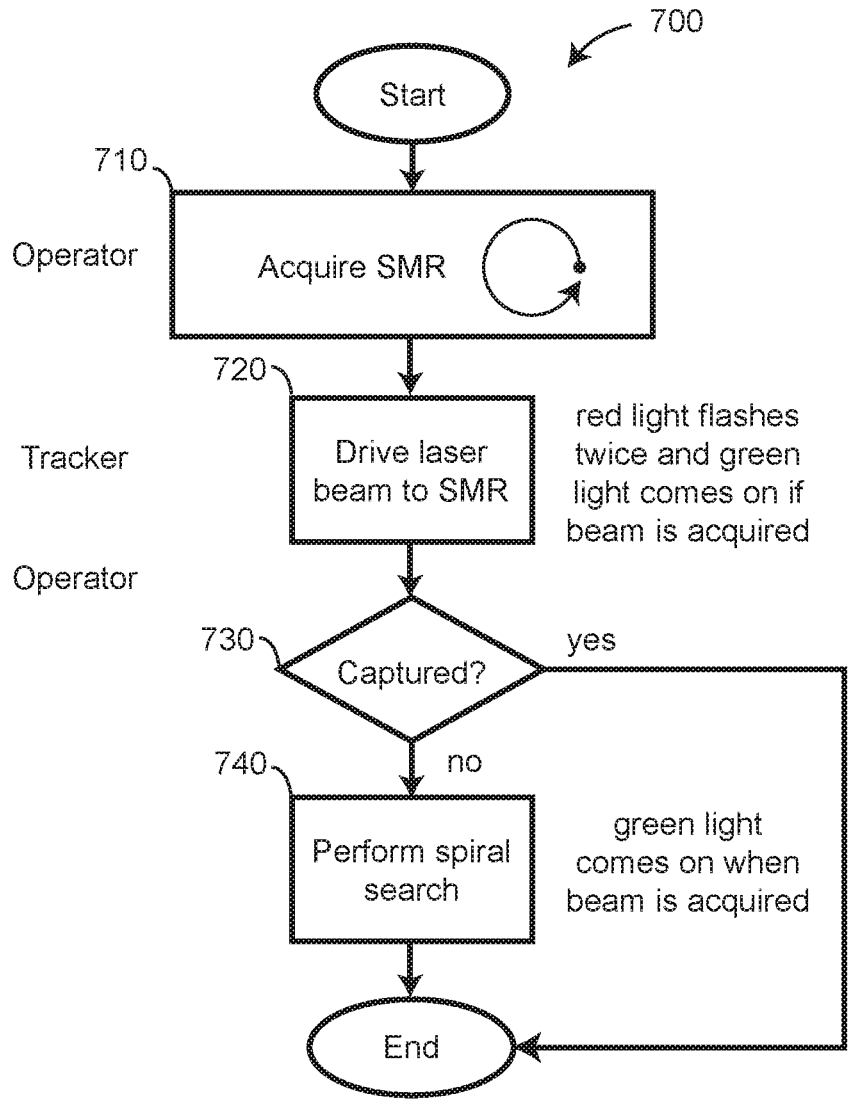 700
Start
710
Operator
Acquire SMR
720
Tracker
Drive laser
beam to SMR
red light flashes
twice and green
light comes on if
beam is acquired
Operator
730
Captured?
yes
no
740
Perform spiral
search
green light
comes on when
beam is acquired
End